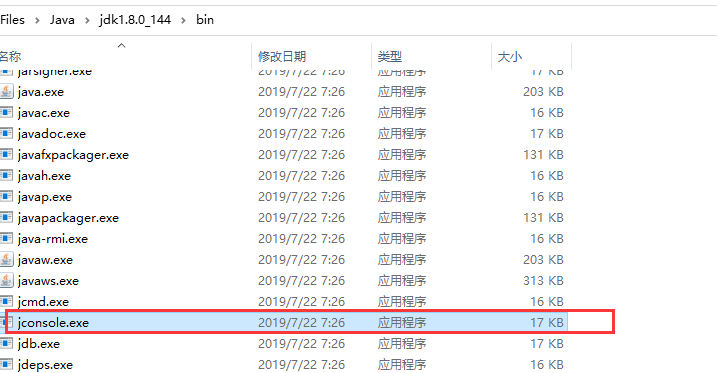 Files > Java > jdk1.8.0_144 > bin
名称 修改日期 类型 大小
jarsigner.exe 2019/7/22 7:26 应用程序 17 KB
java.exe 2019/7/22 7:26 应用程序 203 KB
javac.exe 2019/7/22 7:26 应用程序 16 KB
javadoc.exe 2019/7/22 7:26 应用程序 17 KB
javafxpackager.exe 2019/7/22 7:26 应用程序 131 KB
javah.exe 2019/7/22 7:26 应用程序 16 KB
javap.exe 2019/7/22 7:26 应用程序 16 KB
javapackager.exe 2019/7/22 7:26 应用程序 131 KB
java-rmi.exe 2019/7/22 7:26 应用程序 16 KB
javaw.exe 2019/7/22 7:26 应用程序 203 KB
javaws.exe 2019/7/22 7:26 应用程序 313 KB
jcmd.exe 2019/7/22 7:26 应用程序 16 KB
jconsole.exe 2019/7/22 7:26 应用程序 17 KB
jdb.exe 2019/7/22 7:26 应用程序 16 KB
jdeps.exe 2019/7/22 7:26 应用程序 16 KB